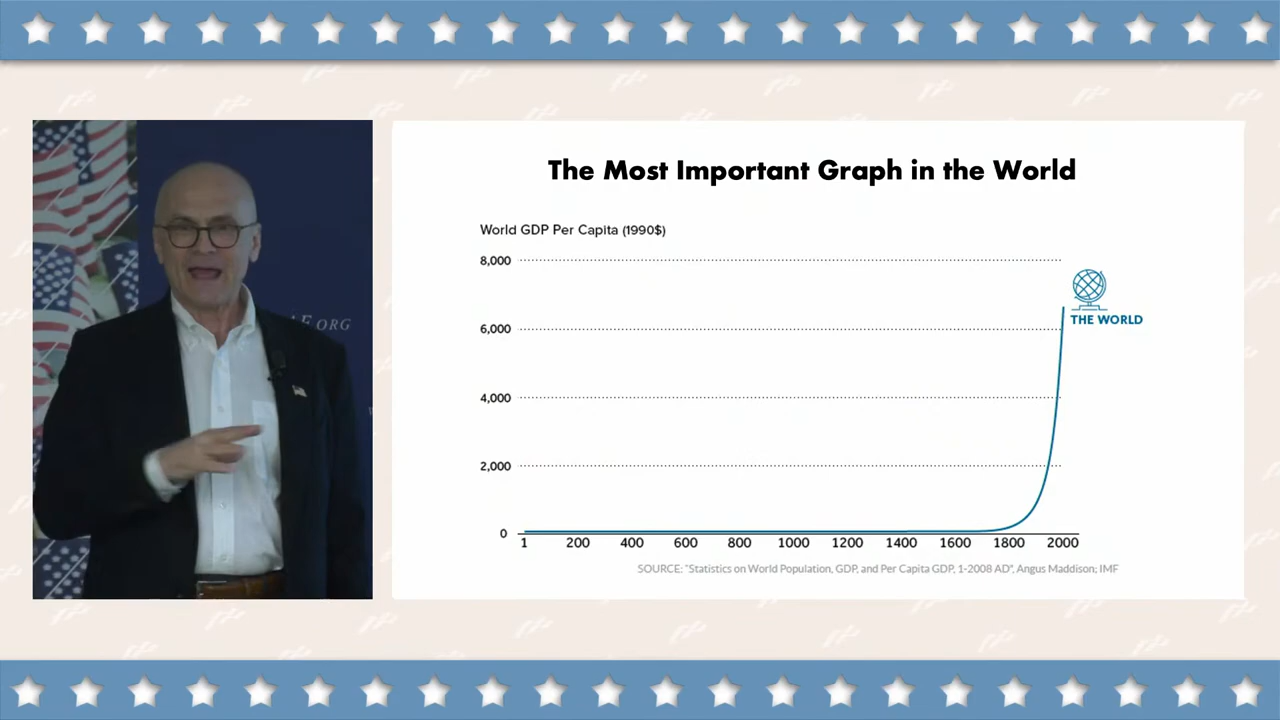 The Most Important Graph in the World
World GDP Per Capita (1990$)
8,000
6,000
4,000
2,000
0
THE WORLD
1 200 400 600 800 1000 1200 1400 1600 1800 2000
SOURCE: "Statistics on World Population, GDP, and Per Capita GDP, 1-2008 AD", Angus Maddison; IMF
.ORG